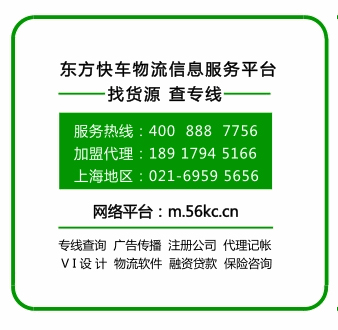 东方快车物流信息服务平台
找货源 查专线
服务热线：400 888 7756
加盟代理：189 1794 5166
上海地区：021-6959 5656
网络平台：m.56kc.cn
专线查询 广告传播 注册公司 代理记帐
VI设计 物流软件 融资贷款 保险咨询